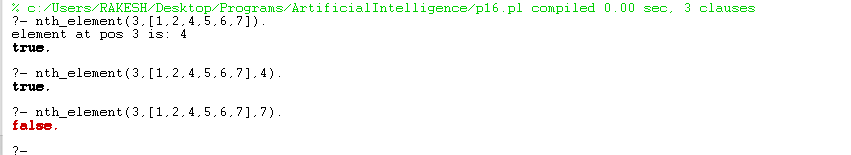 % c:/Users/RAKESH/Desktop/Programs/ArtificialIntelligence/p16.pl compiled 0.00 sec, 3 clauses
?- nth_element(3,[1,2,4,5,6,7]).
element at pos 3 is: 4
true.
?- nth_element(3,[1,2,4,5,6,7],4).
true.
?- nth_element(3,[1,2,4,5,6,7],7).
false.
?-